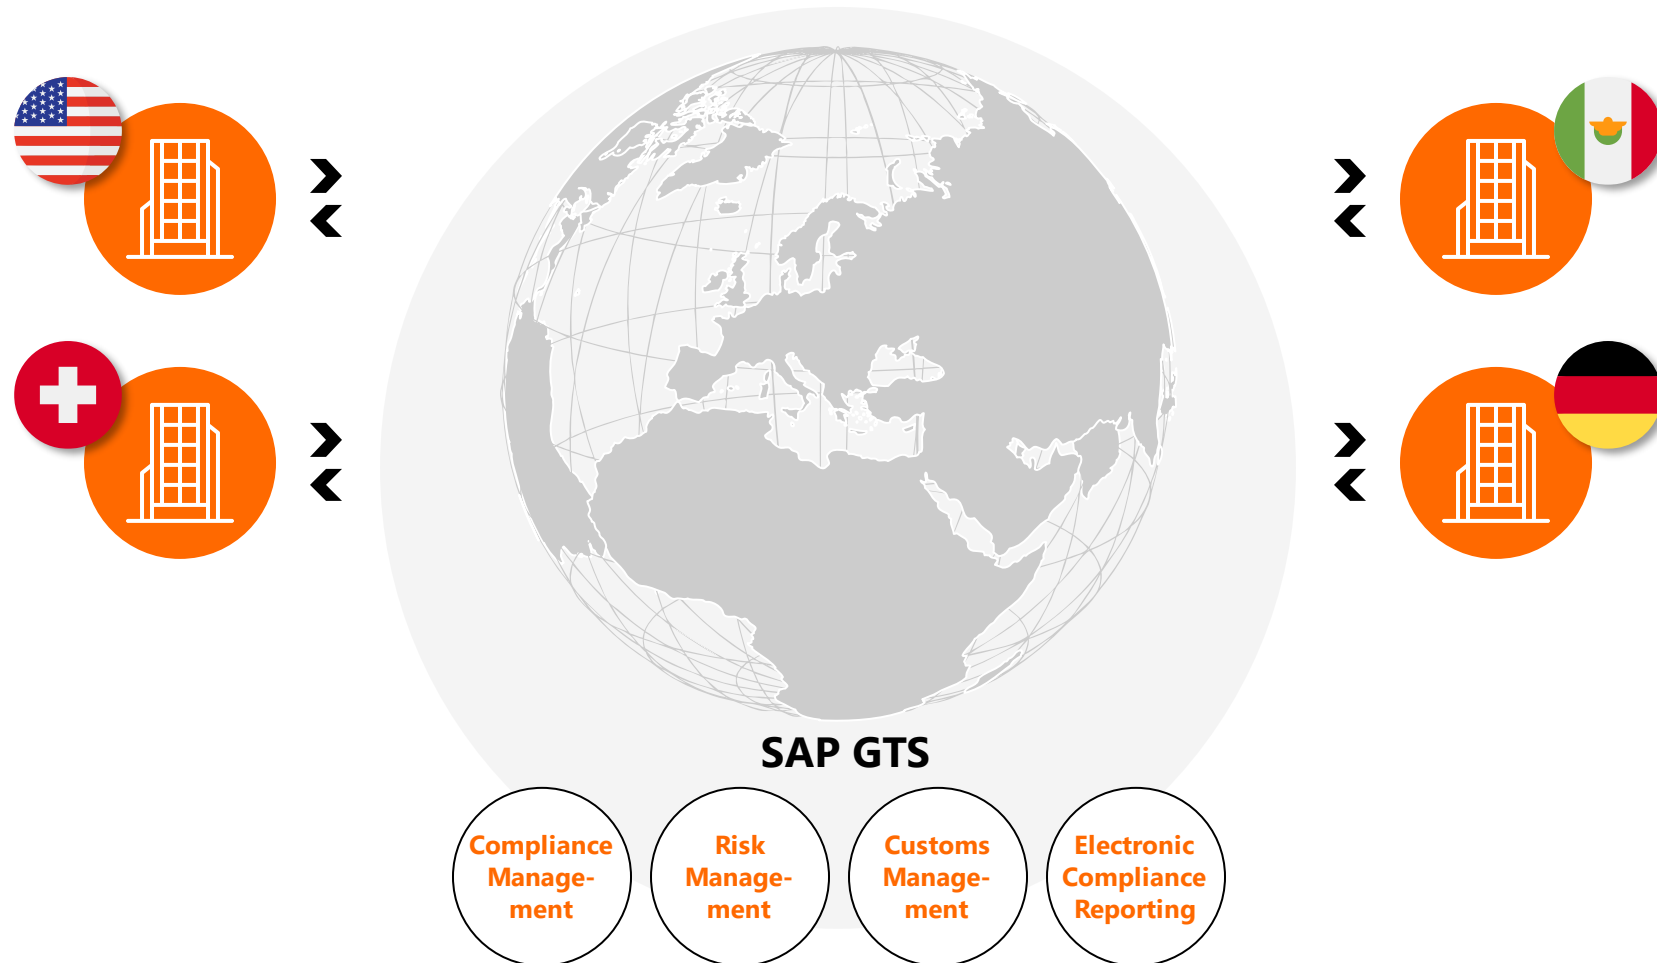 SAP GTS
Compliance
Manage-
ment
Risk
Manage-
ment
Customs
Manage-
ment
Electronic
Compliance
Reporting